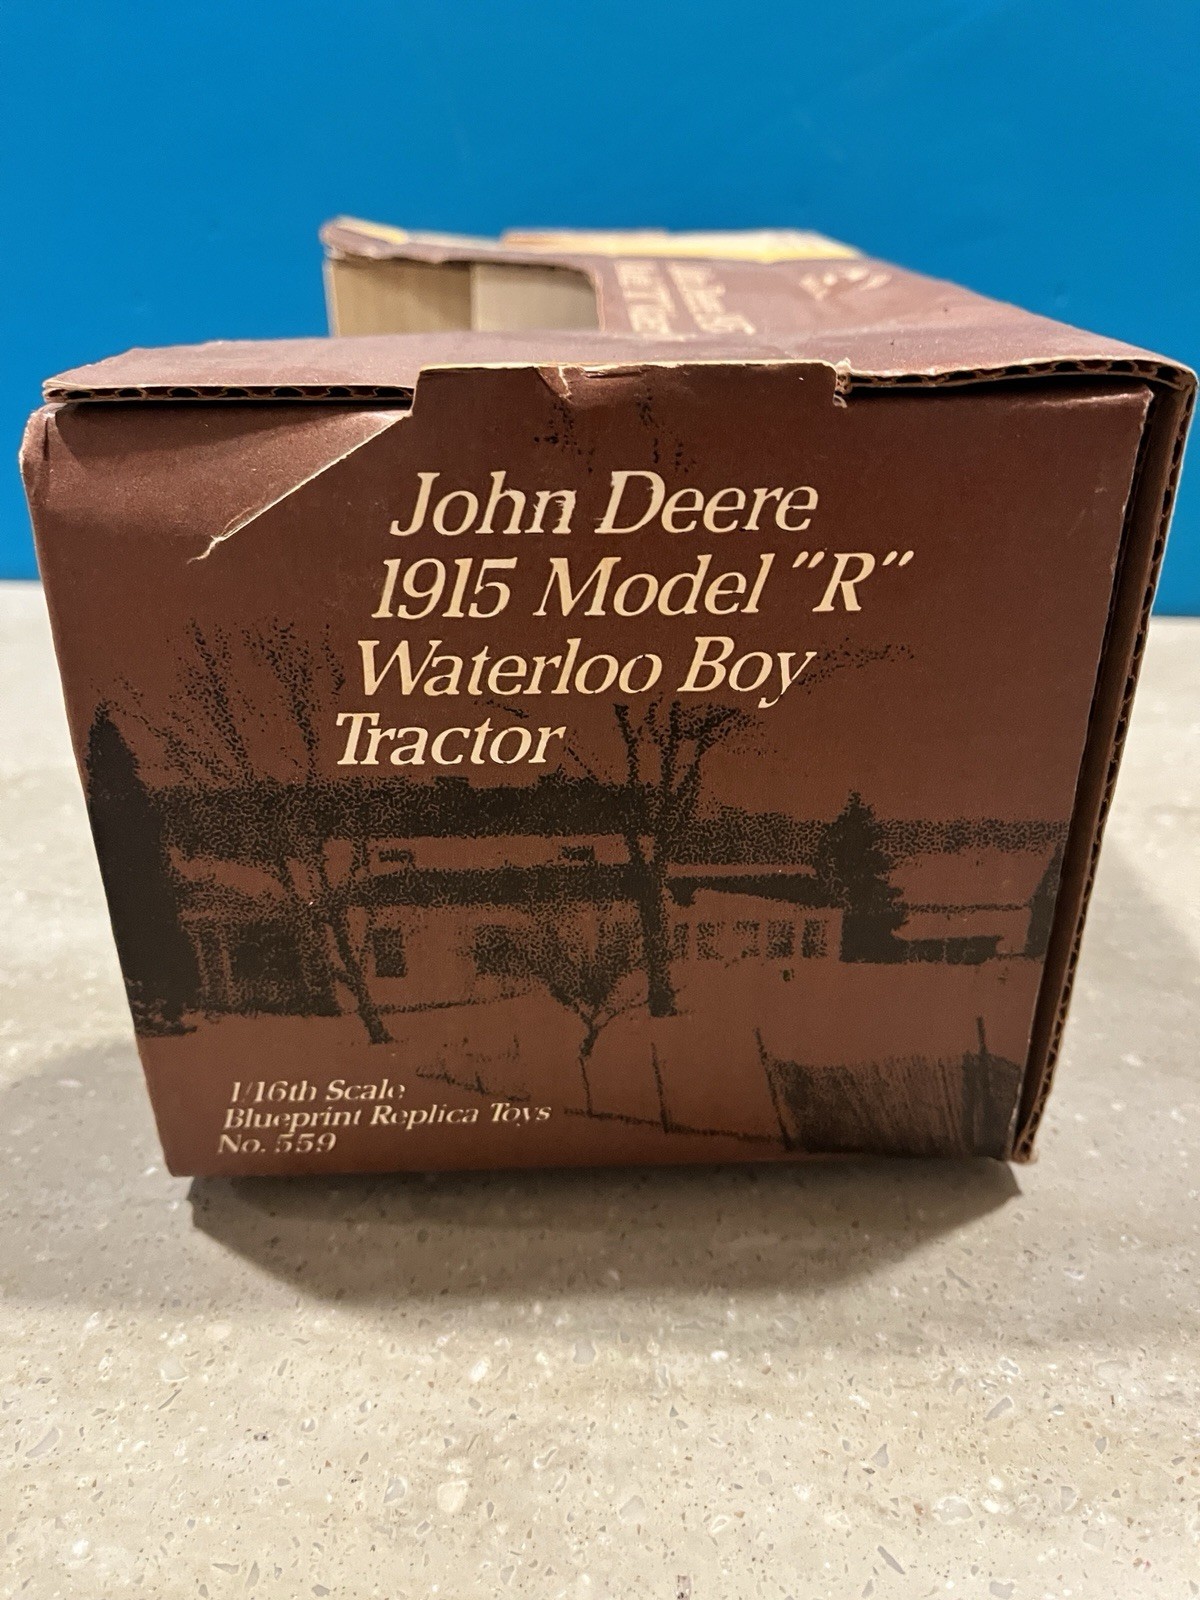 John Deere
1915 Model "R"
Waterloo Boy
Tractor
1/16th Scale
Blueprint Replica Toys
No. 559